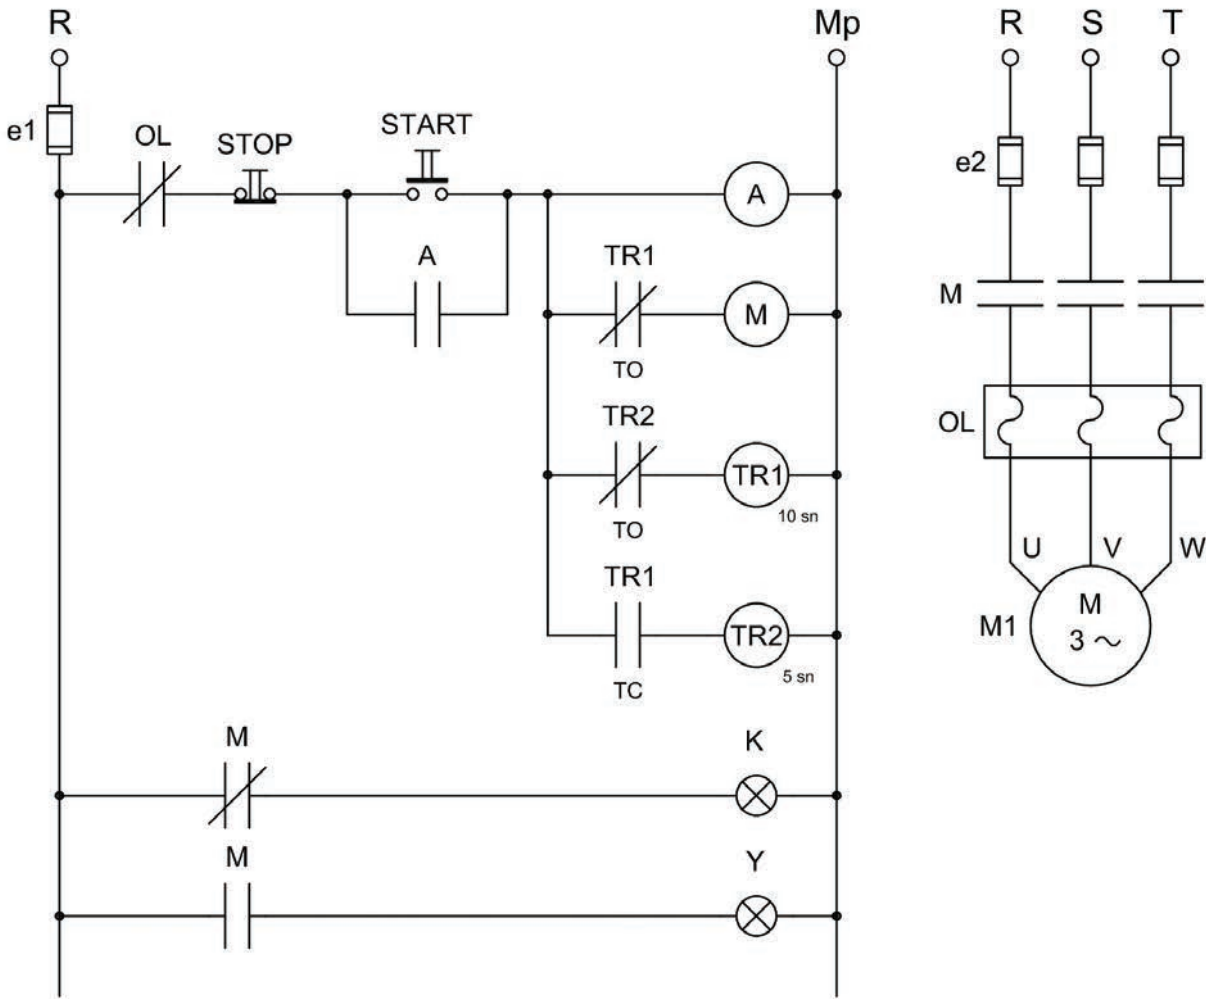 R
Mp
e1
OL
STOP
START
A
A
TR1
M
TO
TR2
TR1
10 sn
TO
TR1
TR2
5 sn
TC
M
K
M
Y
R S T
e2
M
OL
U V W
M1
M
3 ~